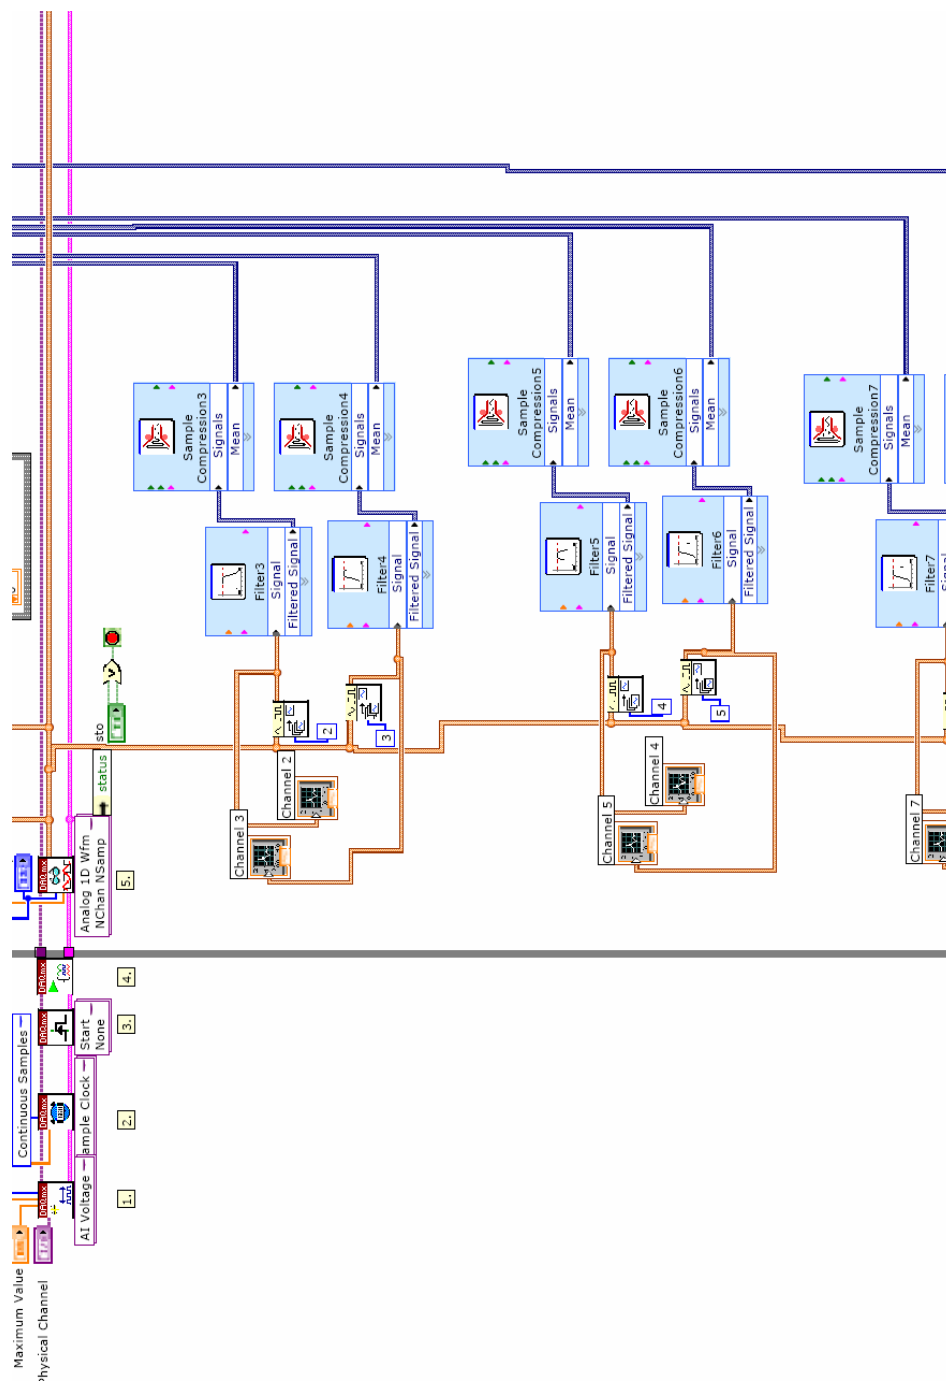 Maximum Value
Physical Channel
AI Voltage
1.
Continuous Samples
ample Clock
2.
Start
None
3.
4.
Analog 1D Wfm
NChan NSamp
5.
status
sto
Channel 3
Channel 2
2
3
Filter3
Signal
Filtered Signal
Filter4
Signal
Filtered Signal
Sample
Compression3
Signals
Mean
Sample
Compression4
Signals
Mean
Channel 5
Channel 4
4
5
Filter5
Signal
Filtered Signal
Filter6
Signal
Filtered Signal
Sample
Compression5
Signals
Mean
Sample
Compression6
Signals
Mean
Channel 7
Filter7
Sample
Compression7
Signals
Mean